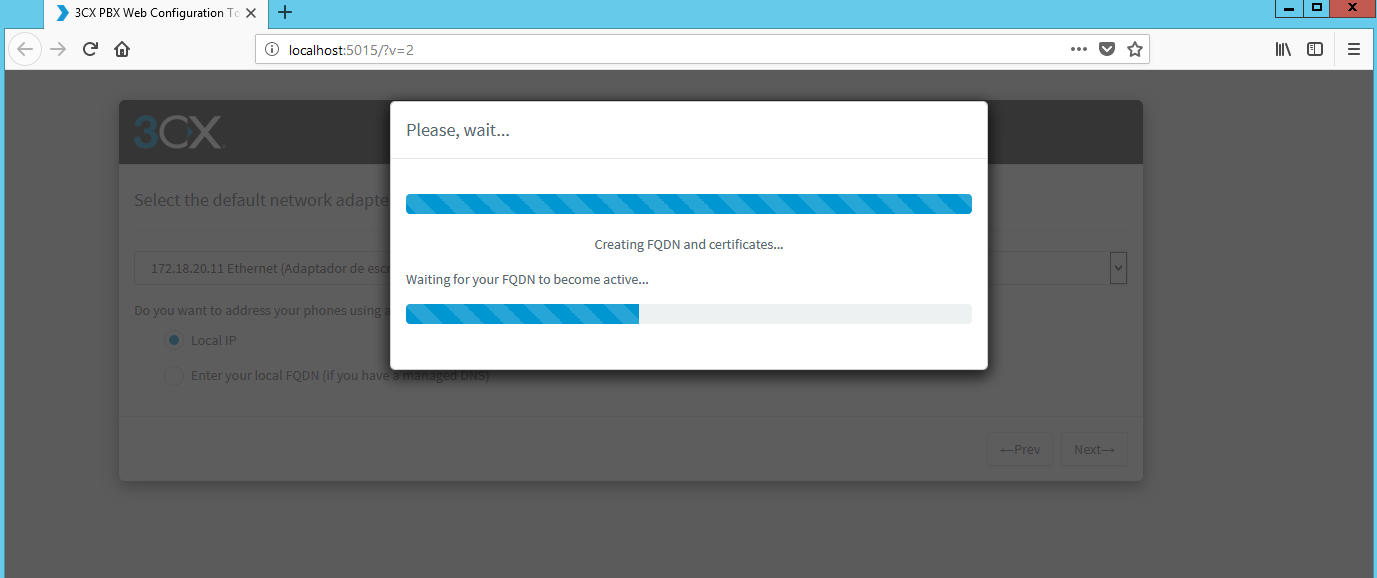 3CX PBX Web Configuration To
localhost:5015/?v=2
3CX
Please, wait...
Select the default network adapte
Creating FQDN and certificates...
172.18.20.11 Ethernet (Adaptador de escr
Waiting for your FQDN to become active...
Do you want to address your phones using a
Local IP
Enter your local FQDN (if you have a managed DNS)
←Prev
Next→